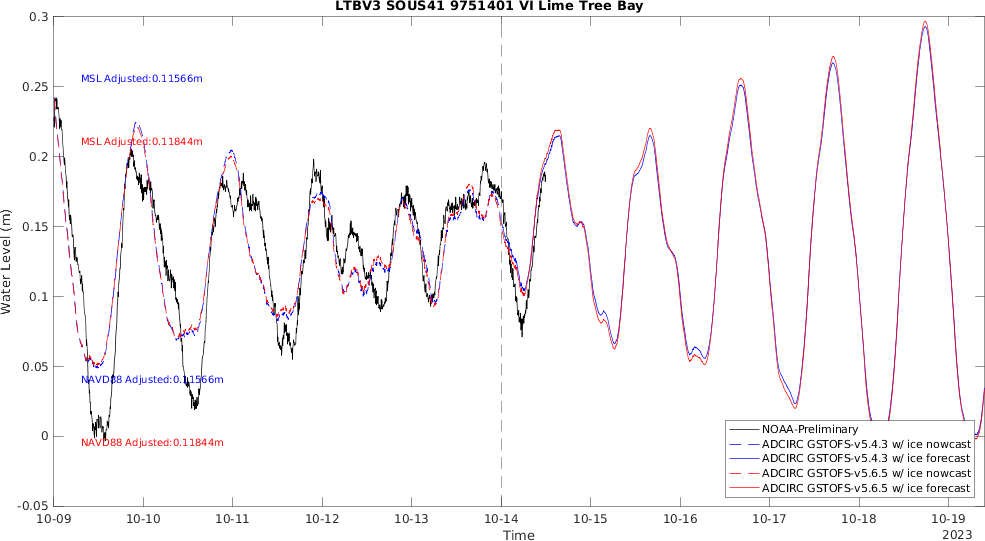 LTBV3 SOUS41 9751401 VI Lime Tree Bay
Water Level (m)
0.3
0.25
0.2
0.15
0.1
0.05
0
-0.05
MSL Adjusted:0.11566m
MSL Adjusted:0.11844m
NAVD88 Adjusted:0.11566m
NAVD88 Adjusted:0.11844m
NOAA-Preliminary
ADCIRC GSTOFS-v5.4.3 w/ ice nowcast
ADCIRC GSTOFS-v5.4.3 w/ ice forecast
ADCIRC GSTOFS-v5.6.5 w/ ice nowcast
ADCIRC GSTOFS-v5.6.5 w/ ice forecast
10-09 10-10 10-11 10-12 10-13 10-14 10-15 10-16 10-17 10-18 10-19
Time
2023